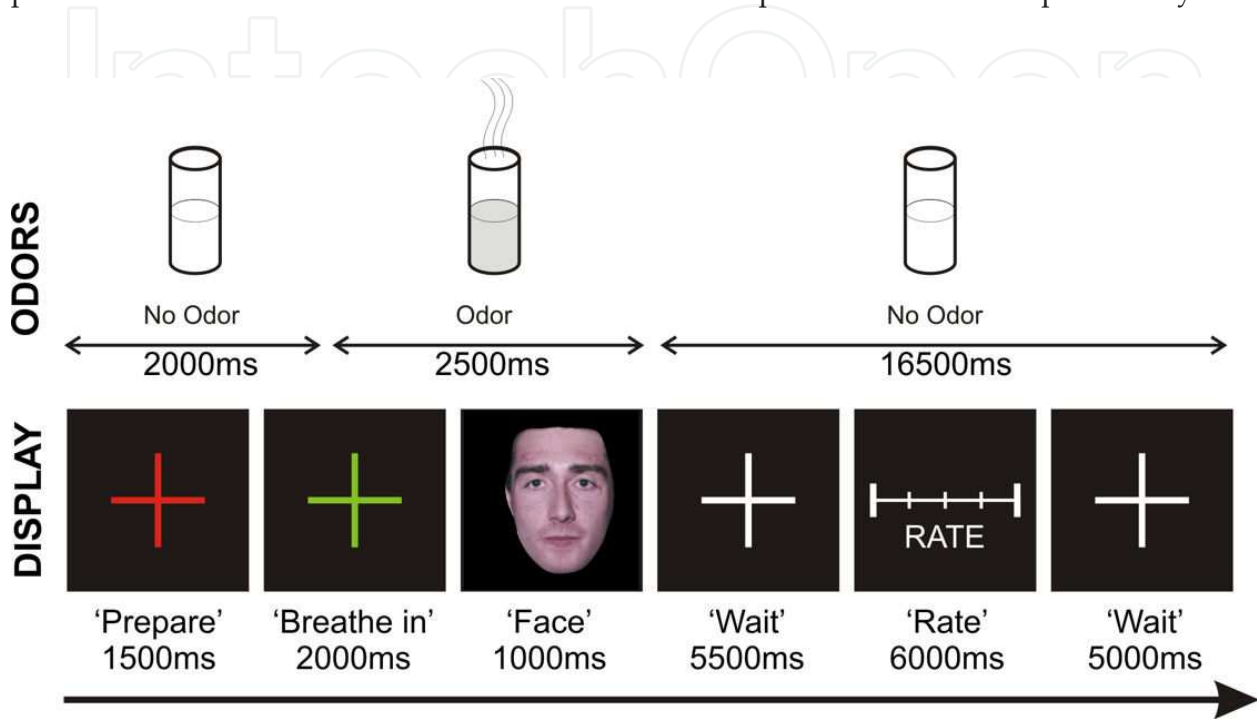 IntechOpen
ODORS
No Odor
Odor
No Odor
2000ms
2500ms
16500ms
DISPLAY
RATE
‘Prepare’
‘Breathe in’
‘Face’
‘Wait’
‘Rate’
‘Wait’
1500ms
2000ms
1000ms
5500ms
6000ms
5000ms